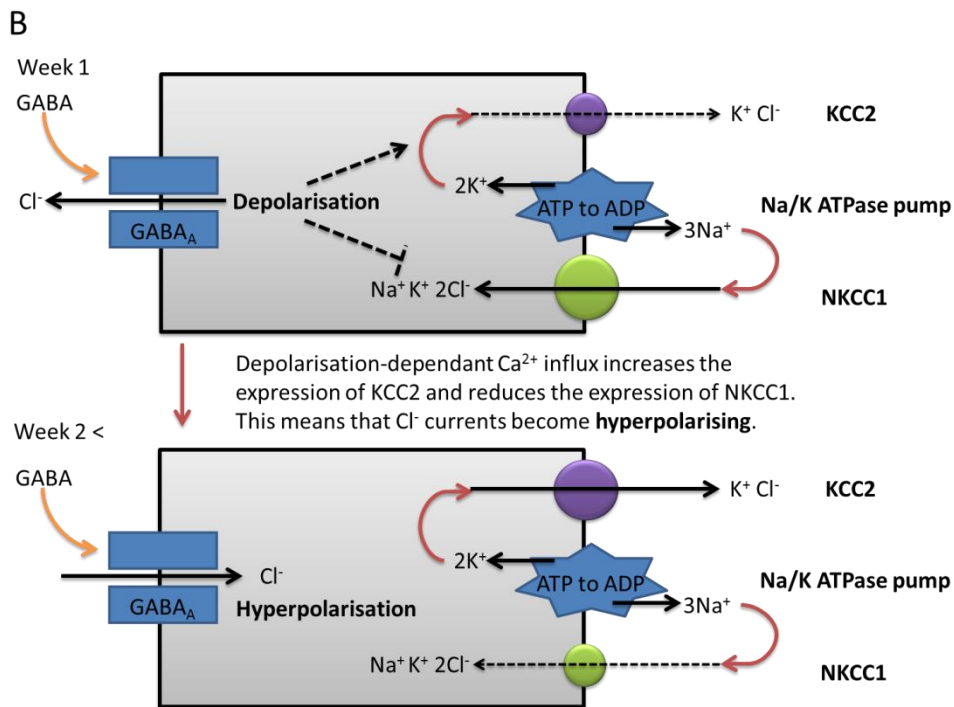 B
Week 1
GABA
K⁺ Cl⁻ KCC2
Cl⁻
Depolarisation
2K⁺
ATP to ADP
Na/K ATPase pump
GABA_A
3Na⁺
Na⁺ K⁺ 2Cl⁻
NKCC1
Depolarisation-dependant Ca²⁺ influx increases the
expression of KCC2 and reduces the expression of NKCC1.
This means that Cl⁻ currents become hyperpolarising.
Week 2 <
GABA
K⁺ Cl⁻ KCC2
2K⁺
Cl⁻
ATP to ADP
Na/K ATPase pump
GABA_A
Hyperpolarisation
3Na⁺
Na⁺ K⁺ 2Cl⁻
NKCC1